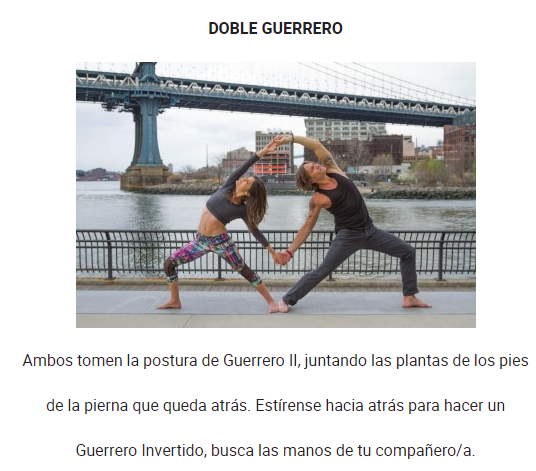 DOBLE GUERRERO
Ambos tomen la postura de Guerrero II, juntando las plantas de los pies
de la pierna que queda atrás. Estírense hacia atrás para hacer un
Guerrero Invertido, busca las manos de tu compañero/a.